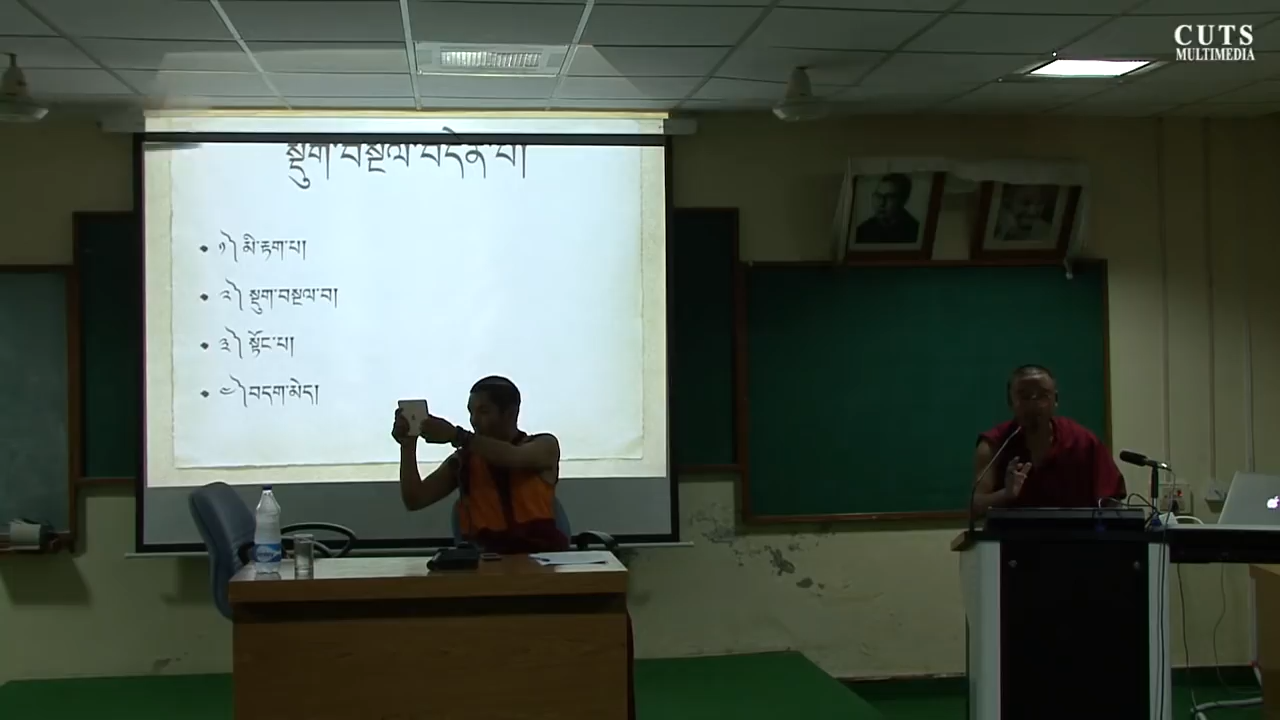 CUTS
MULTIMEDIA
སྡུག་བསྔལ་བདེན་པ།
• ༡༽ མི་རྟག་པ།
• ༢༽ སྡུག་བསྔལ་བ།
• ༣༽ སྟོང་པ།
• ༤༽བདག་མེད།